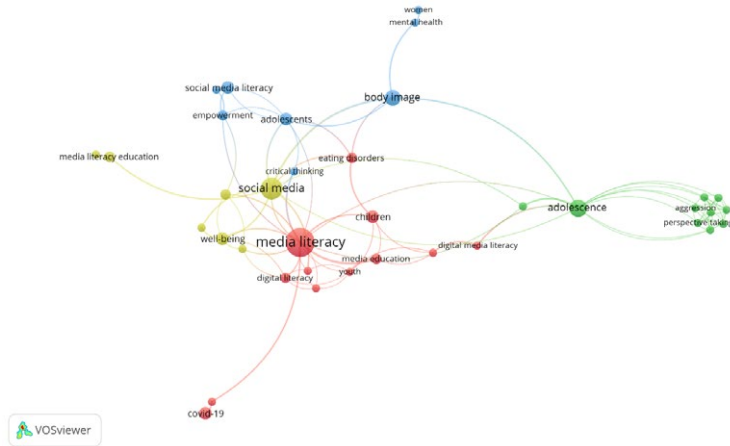 women
mental health
social media literacy
body image
empowerment
adolescents
media literacy education
eating disorders
critical thinking
social media
adolescence
aggression
children
perspective taking
well-being
media literacy
digital media literacy
media education
youth
digital literacy
covid-19
VOSviewer